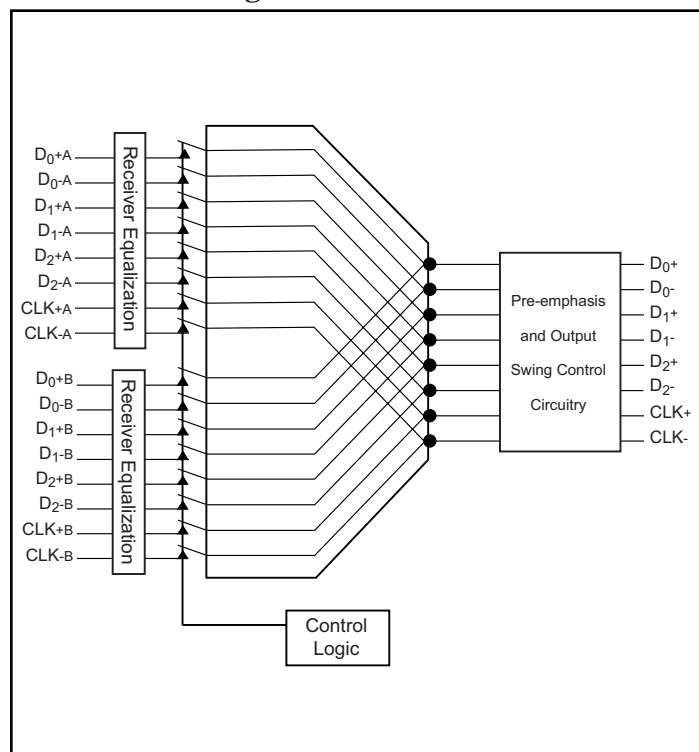 D0+A
D0-A
D1+A
D1-A
D2+A
D2-A
CLK+A
CLK-A
Receiver Equalization
D0+B
D0-B
D1+B
D1-B
D2+B
D2-B
CLK+B
CLK-B
Receiver Equalization
Control
Logic
Pre-emphasis
and Output
Swing Control
Circuitry
D0+
D0-
D1+
D1-
D2+
D2-
CLK+
CLK-